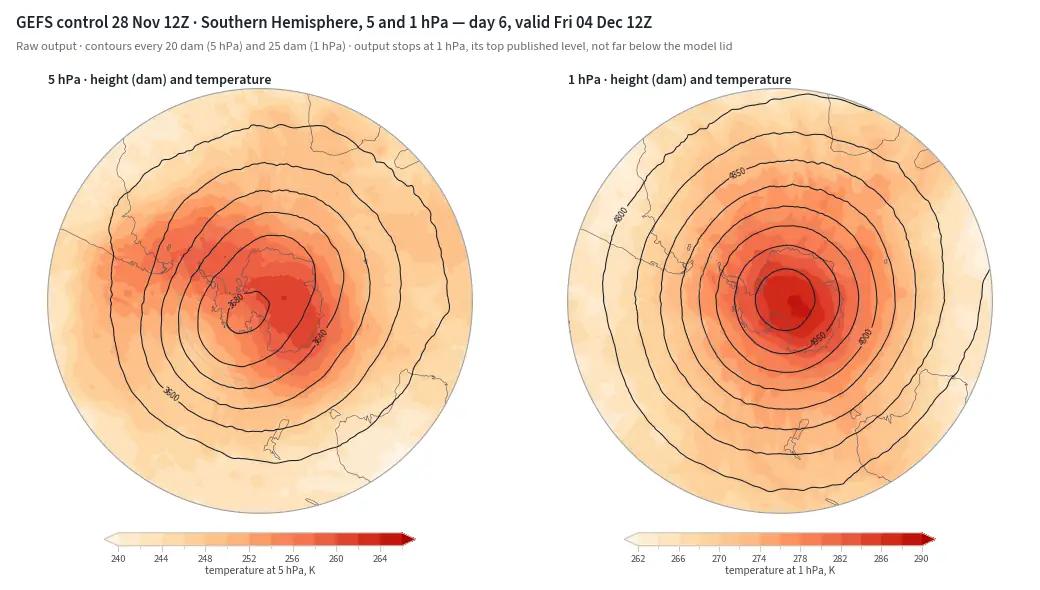 GEFS control 28 Nov 12Z · Southern Hemisphere, 5 and 1 hPa — day 6, valid Fri 04 Dec 12Z
Raw output · contours every 20 dam (5 hPa) and 25 dam (1 hPa) · output stops at 1 hPa, its top published level, not far below the model lid
5 hPa · height (dam) and temperature
1 hPa · height (dam) and temperature
3680
3640
3600
4850
4800
4950
4900
240 244 248 252 256 260 264
temperature at 5 hPa, K
262 266 270 274 278 282 286 290
temperature at 1 hPa, K